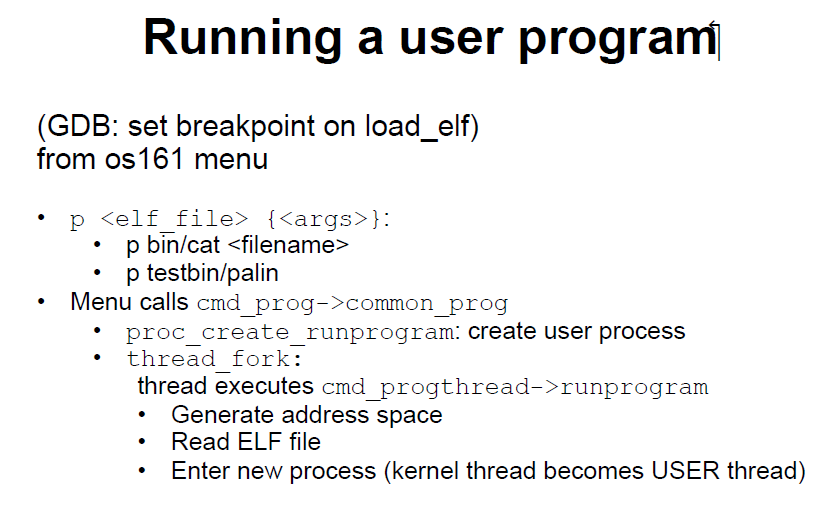 Running a user program
(GDB: set breakpoint on load_elf)
from os161 menu
• p <elf_file> {<args>}:
• p bin/cat <filename>
• p testbin/palin
• Menu calls cmd_prog->common_prog
• proc_create_runprogram: create user process
• thread_fork:
thread executes cmd_progthread->runprogram
• Generate address space
• Read ELF file
• Enter new process (kernel thread becomes USER thread)